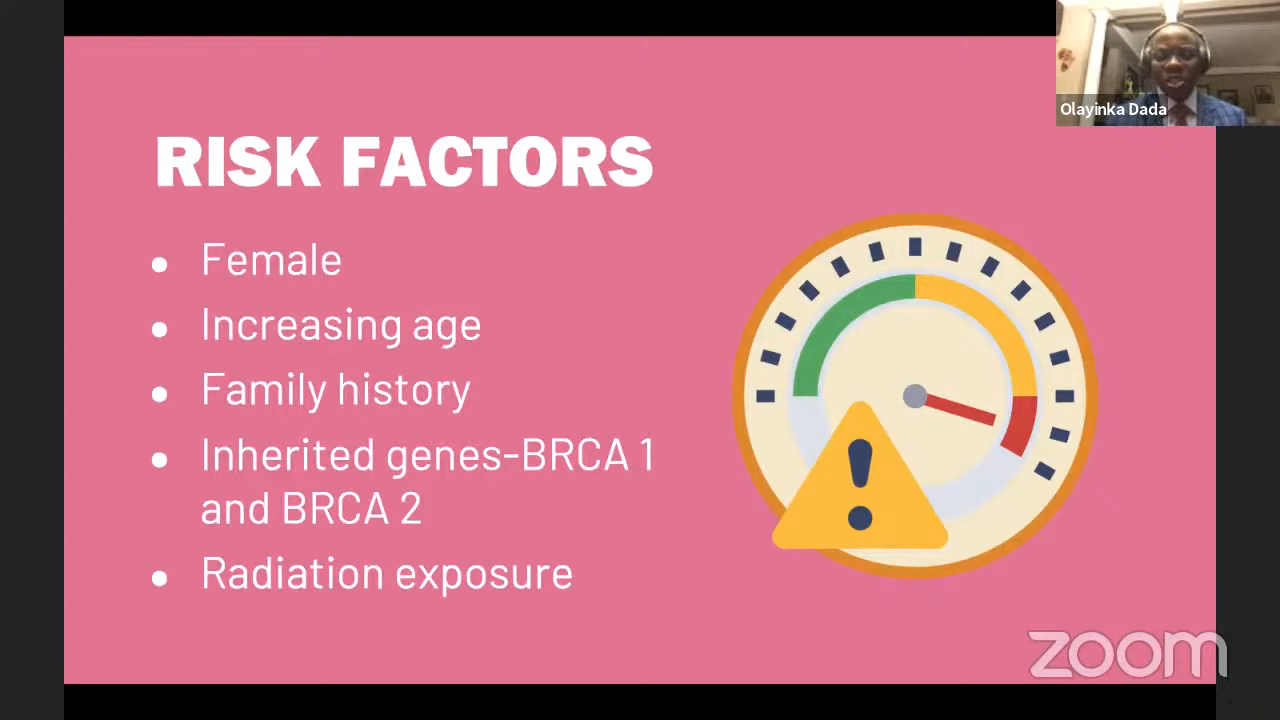 Olayinka Dada
RISK FACTORS
● Female
● Increasing age
● Family history
● Inherited genes-BRCA 1
and BRCA 2
● Radiation exposure
!
zoom